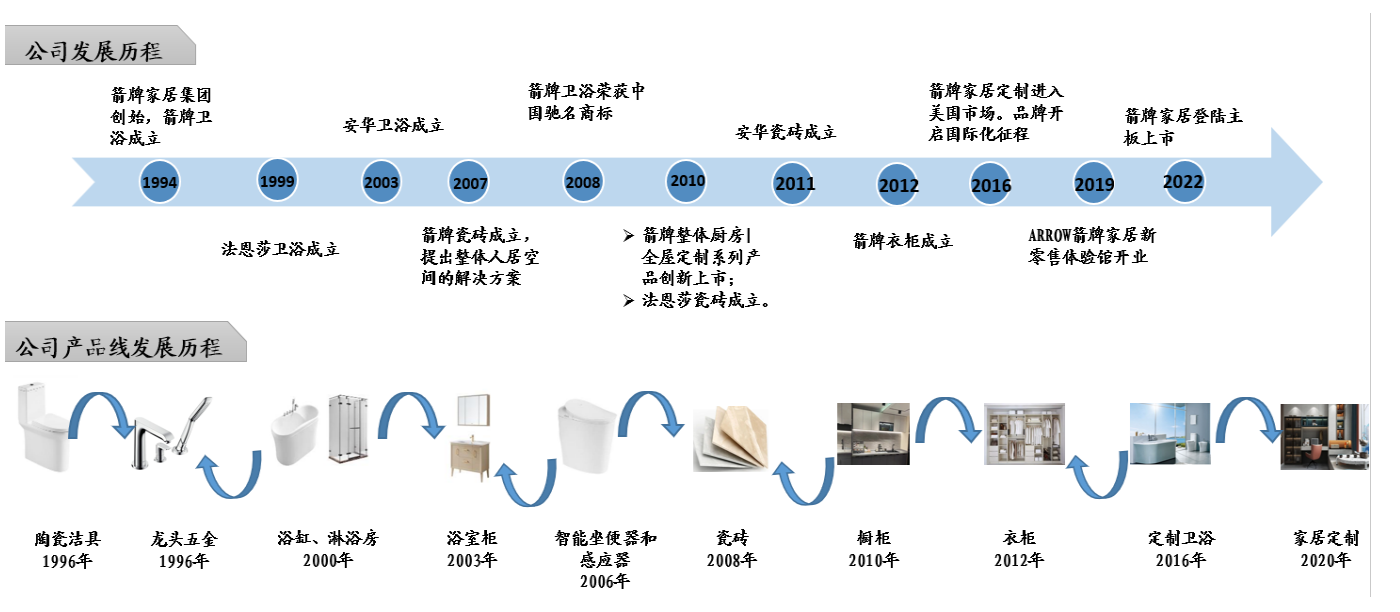 公司发展历程
箭牌家居集团
创始，箭牌卫
浴成立
安华卫浴成立
箭牌卫浴荣获中
国驰名商标
安华瓷砖成立
箭牌家居定制进入
美国市场。品牌开
启国际化征程
箭牌家居登陆主
板上市
1994
1999
2003
2007
2008
2010
2011
2012
2016
2019
2022
法恩莎卫浴成立
箭牌瓷砖成立，
提出整体人居空
间的解决方案
➢ 箭牌整体厨房|
全屋定制系列产
品创新上市；
➢ 法恩莎瓷砖成立。
箭牌衣柜成立
ARROW箭牌家居新
零售体验馆开业
公司产品线发展历程
陶瓷洁具
1996年
龙头五金
1996年
浴缸、淋浴房
2000年
浴室柜
2003年
智能坐便器和
感应器
2006年
瓷砖
2008年
橱柜
2010年
衣柜
2012年
定制卫浴
2016年
家居定制
2020年